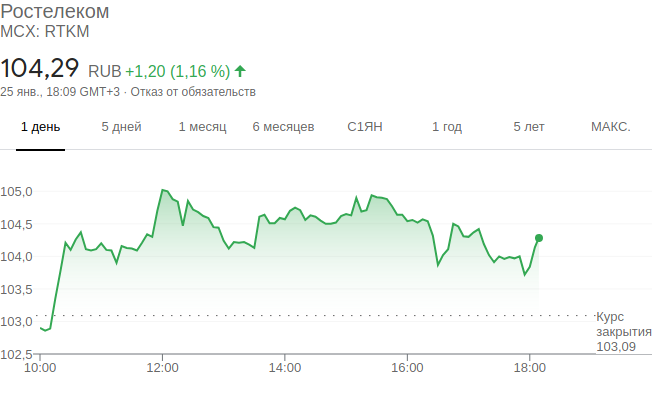 Ростелеком
MCX: RTKM
104,29 RUB +1,20 (1,16 %)
25 янв., 18:09 GMT+3 · Отказ от обязательств
1 день 5 дней 1 месяц 6 месяцев С1ЯН 1 год 5 лет МАКС.
105,0
104,5
104,0
103,5
103,0
102,5
Курс
закрытия
103,09
10:00 12:00 14:00 16:00 18:00